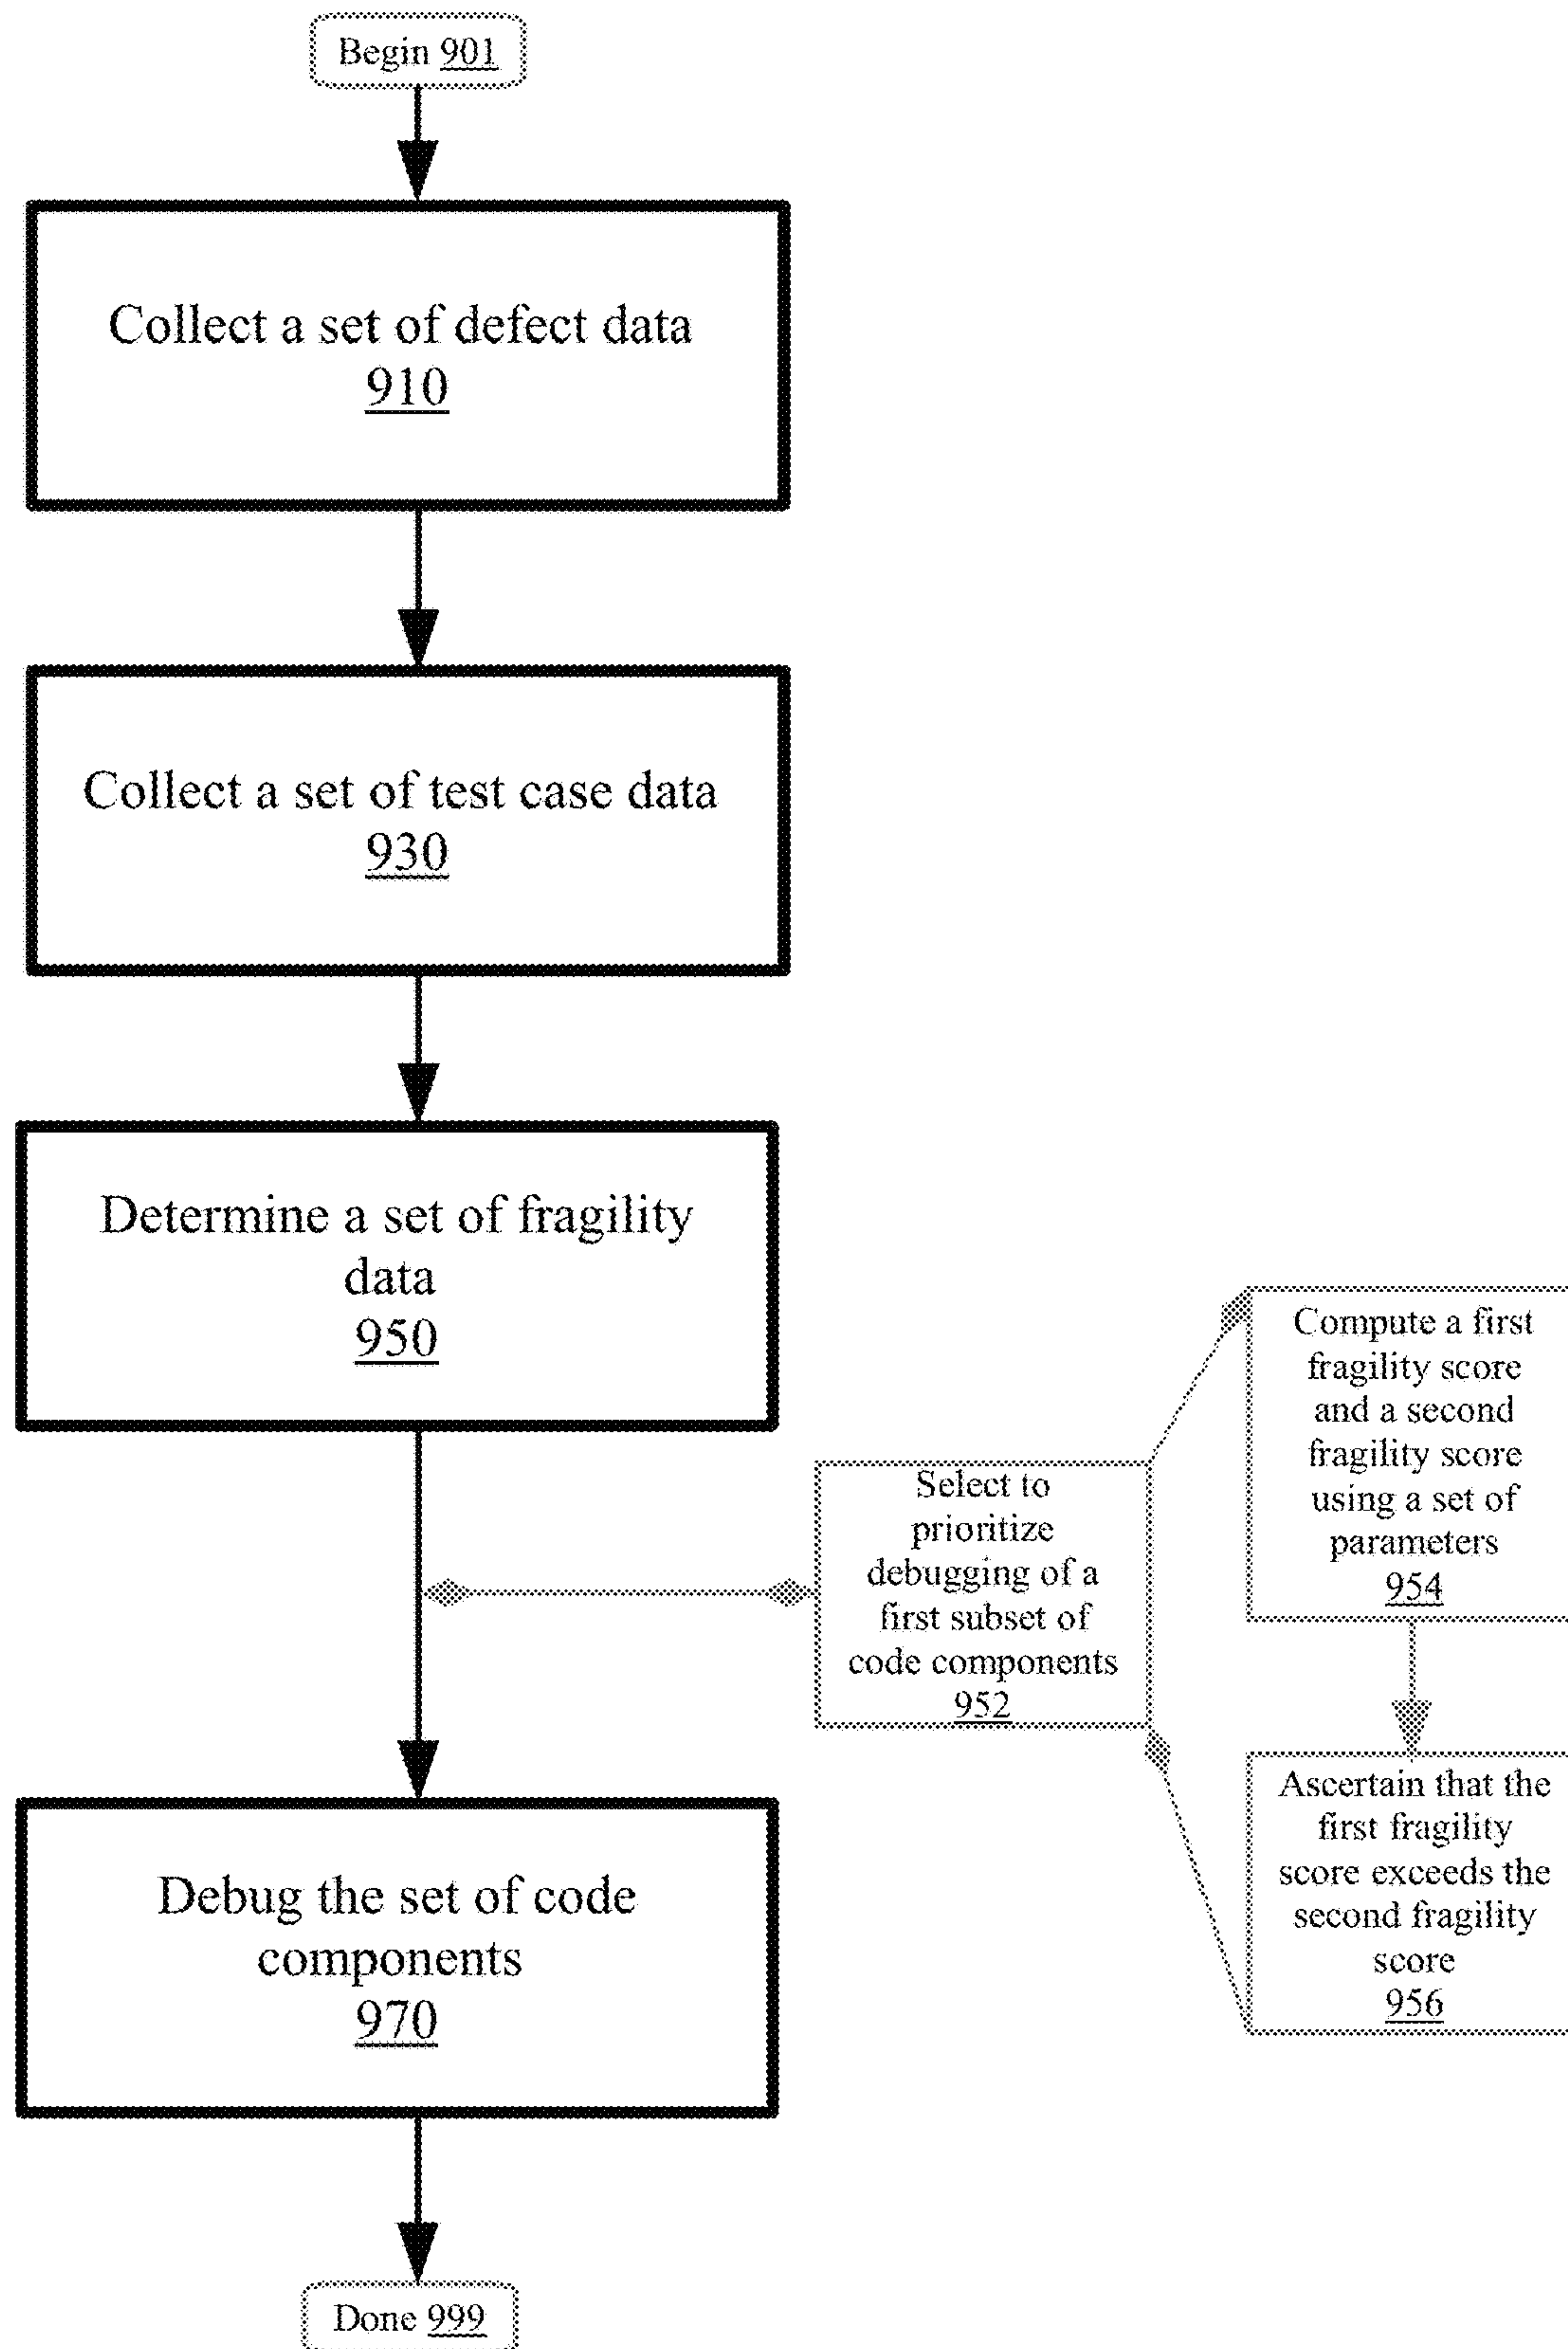 Begin 901
Collect a set of defect data
910
Collect a set of test case data
930
Determine a set of fragility
data
950
Select to
prioritize
debugging of a
first subset of
code components
952
Compute a first
fragility score
and a second
fragility score
using a set of
parameters
954
Ascertain that the
first fragility
score exceeds the
second fragility
score
956
Debug the set of code
components
970
Done 999